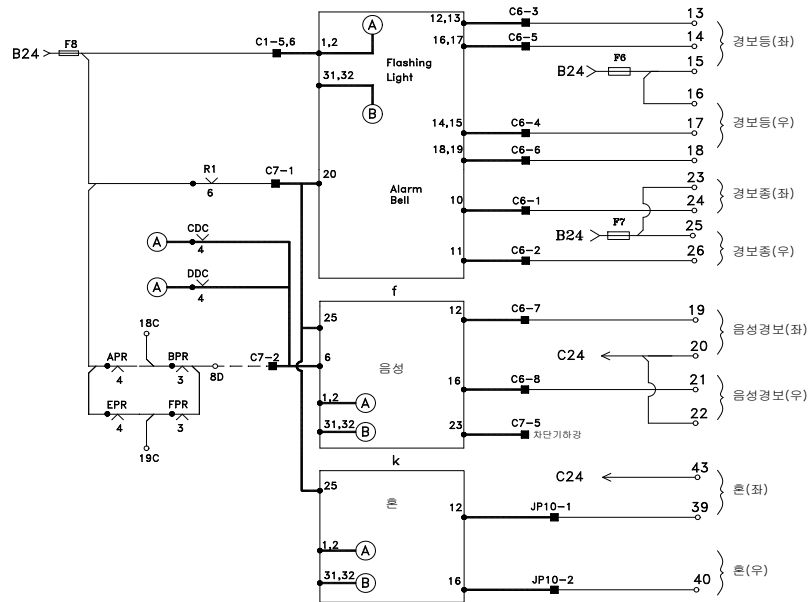 A
12,13
C6-3
13
경보등(좌)
B24
F8
C1-5,6
1,2
16,17
C6-5
14
Flashing
Light
B24
F6
15
31,32
16
B
경보등(우)
14,15
C6-4
17
18,19
C6-6
18
R1
6
C7-1
20
Alarm
Bell
23
경보종(좌)
10
C6-1
24
A
CDC
4
B24
F7
25
경보종(우)
11
C6-2
26
A
DDC
4
f
18C
25
12
C6-7
19
음성경보(좌)
APR
4
BPR
3
8D
C7-2
6
음성
C24
20
16
C6-8
21
음성경보(우)
1,2
A
22
EPR
4
FPR
3
31,32
B
23
C7-5
차단기하강
19C
k
C24
43
혼(좌)
25
혼
12
JP10-1
39
1,2
A
혼(우)
31,32
B
16
JP10-2
40